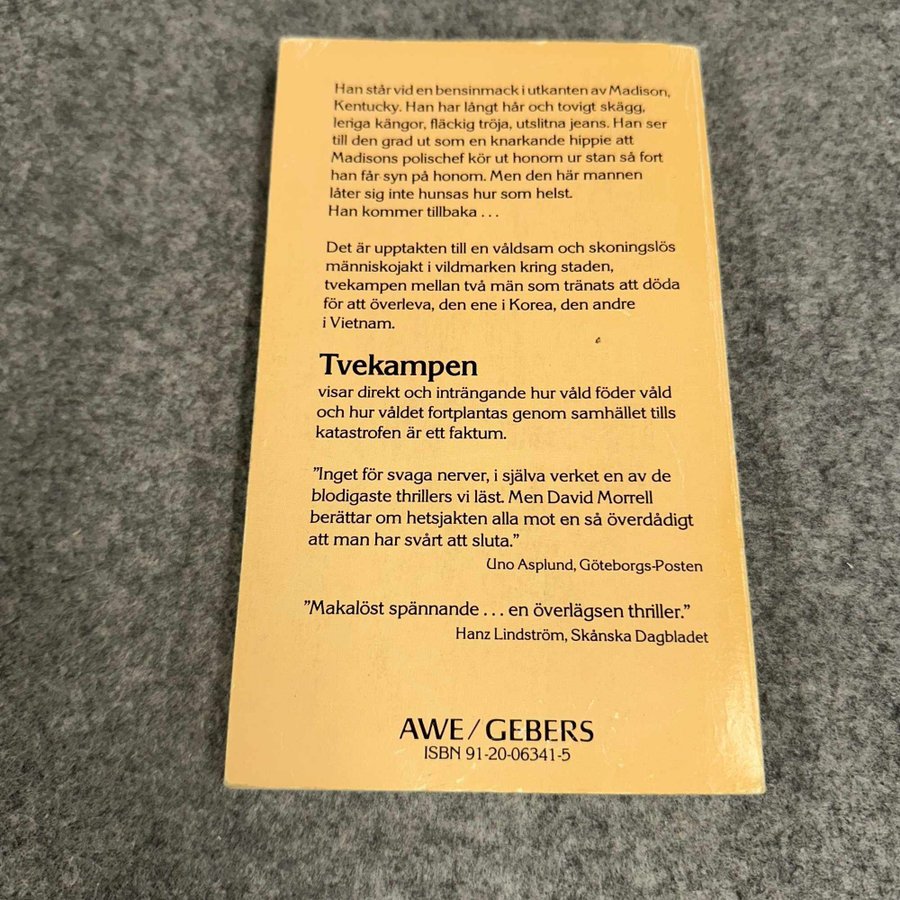 Han står vid en bensinmack i utkanten av Madison,
Kentucky. Han har långt hår och tovigt skägg,
leriga kängor, fläckig tröja, utslitna jeans. Han ser
till den grad ut som en knarkande hippie att
Madisons polischef kör ut honom ur stan så fort
han får syn på honom. Men den här mannen
låter sig inte hunsas hur som helst.
Han kommer tillbaka . . .
Det är upptakten till en våldsam och skoningslös
människojakt i vildmarken kring staden,
tvekampen mellan två män som tränats att döda
för att överleva, den ene i Korea, den andre
i Vietnam.
Tvekampen
visar direkt och inträngande hur våld föder våld
och hur våldet fortplantas genom samhället tills
katastrofen är ett faktum.
”Inget för svaga nerver, i själva verket en av de
blodigaste thrillers vi läst. Men David Morrell
berättar om hetsjakten alla mot en så överdådigt
att man har svårt att sluta.”
Uno Asplund, Göteborgs-Posten
”Makalöst spännande . . . en överlägsen thriller.”
Hanz Lindström, Skånska Dagbladet
AWE/GEBERS
ISBN 91-20-06341-5